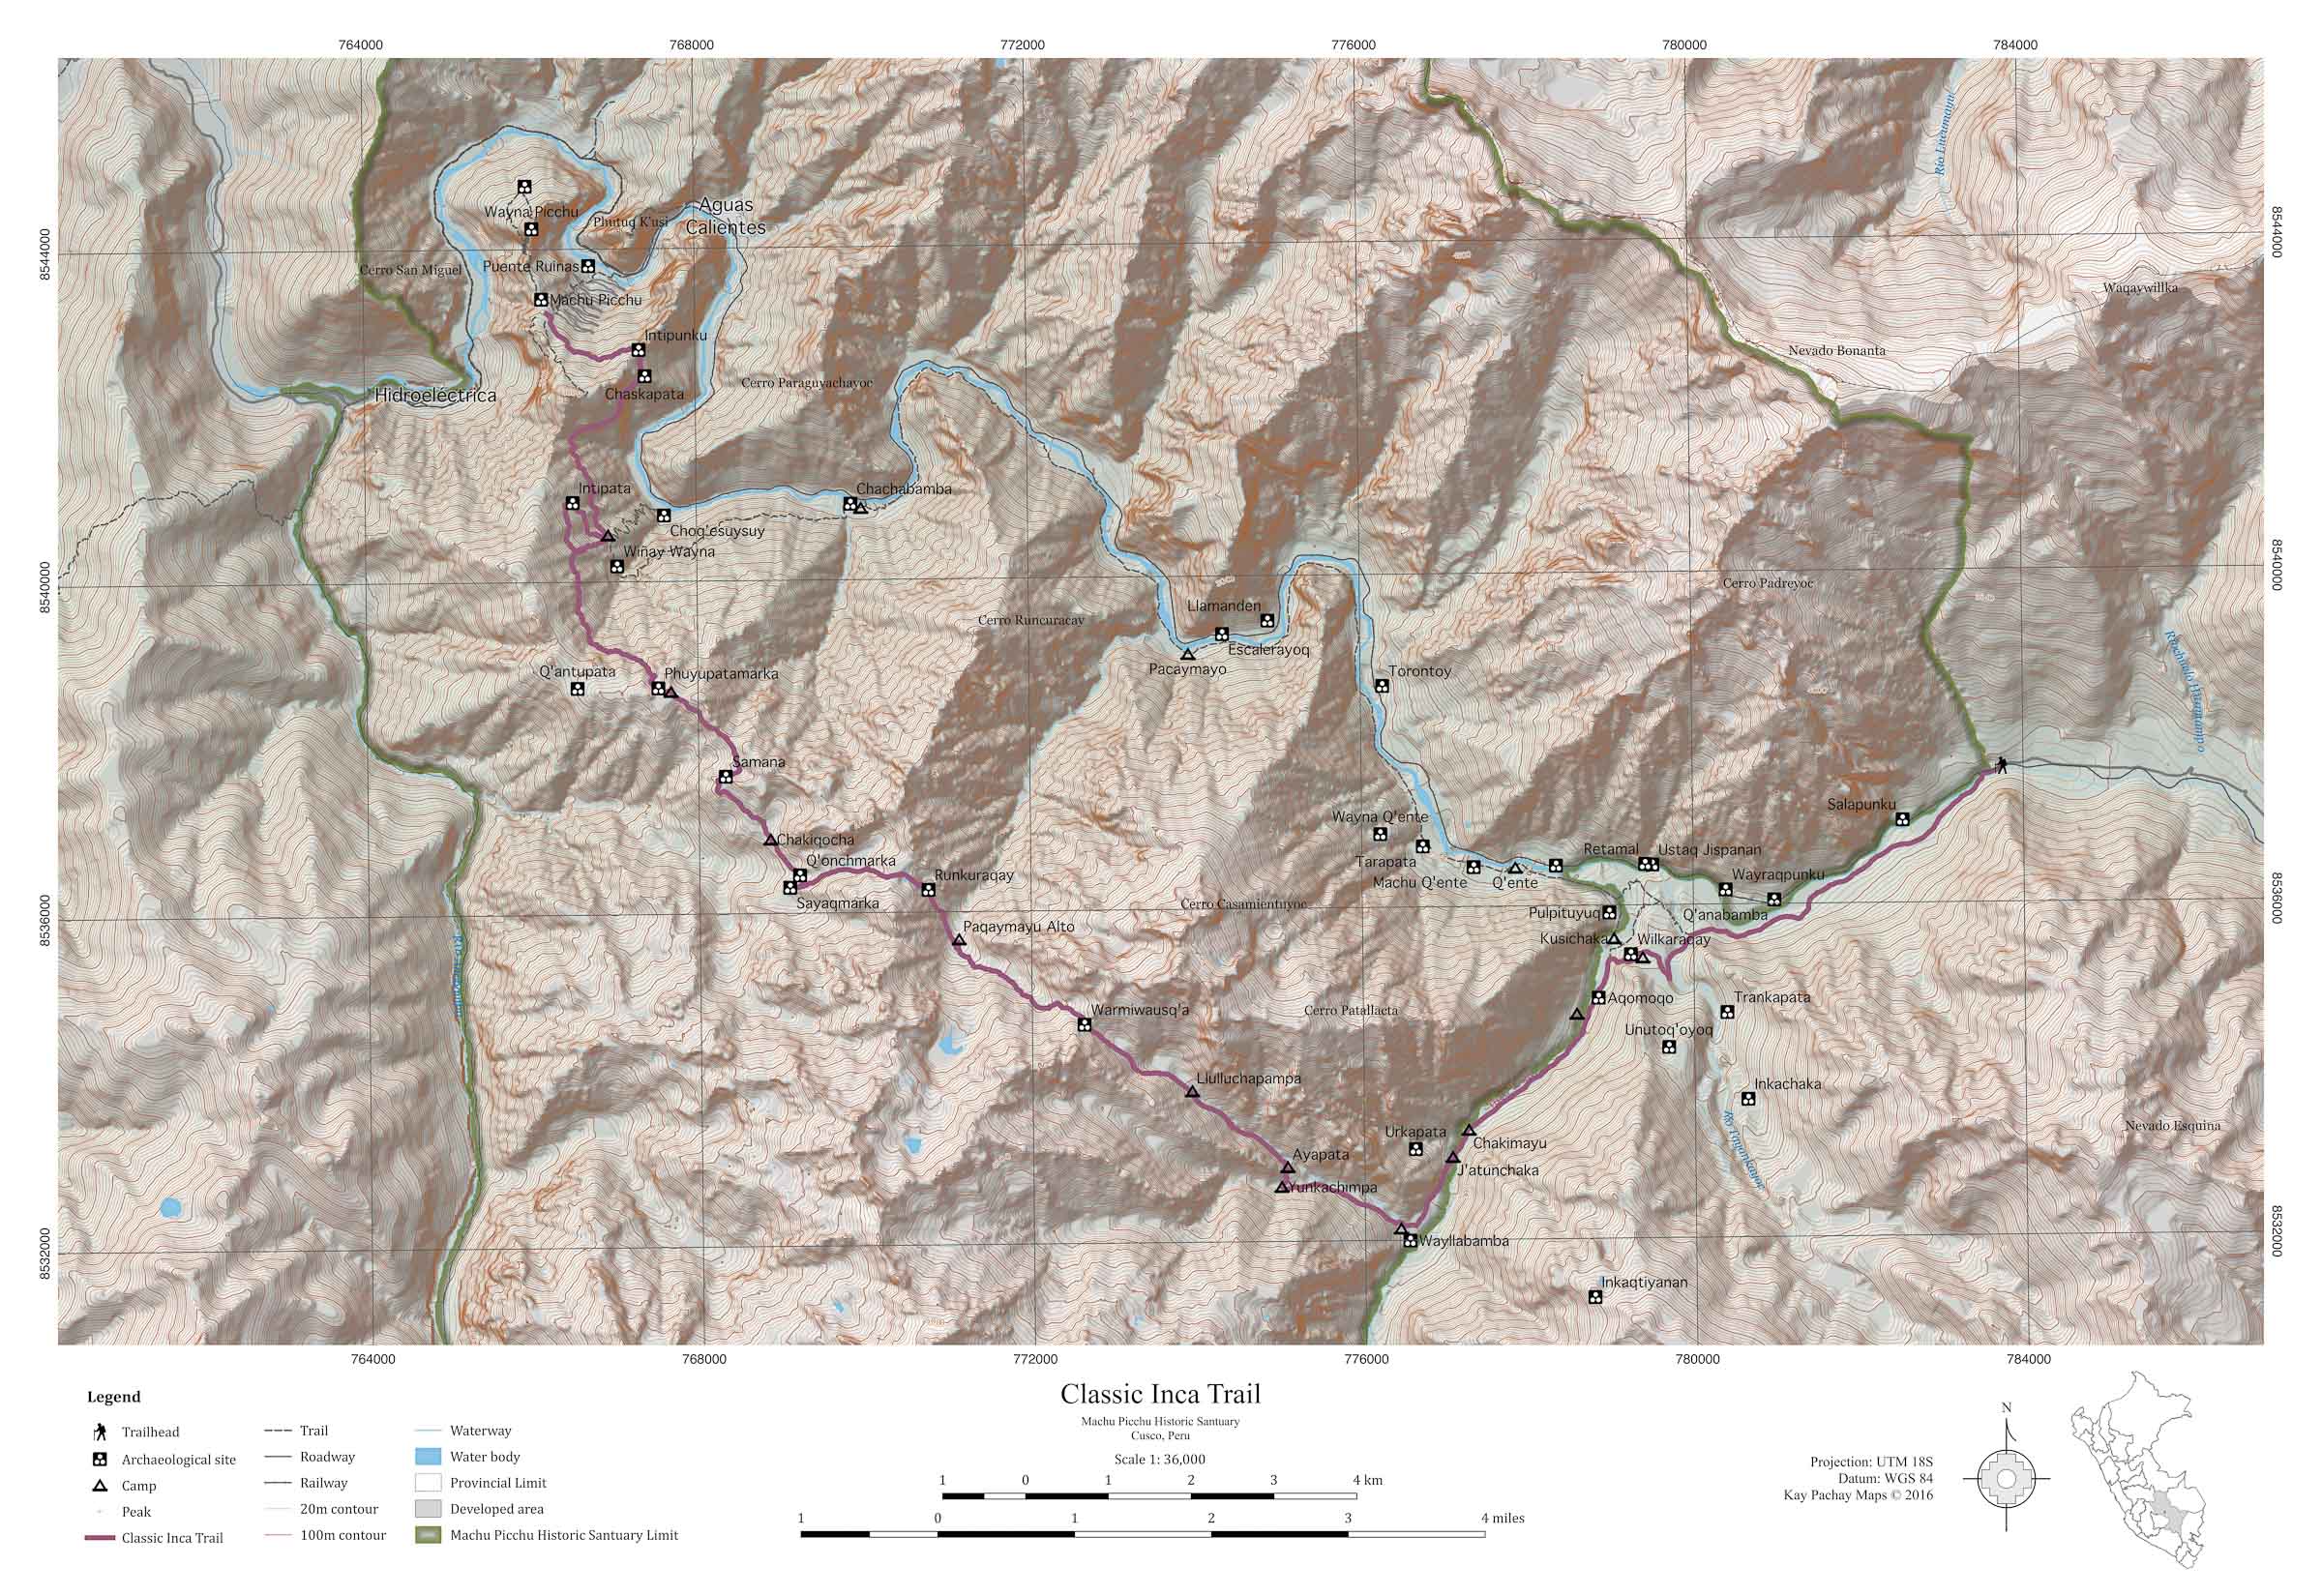 764000
768000
772000
776000
780000
784000
8544000
8544000
Río Lucumayu
Wayna Picchu
Phutuq K'usi
Aguas
Calientes
Puente Ruinas
Cerro San Miguel
Machu Picchu
Waqaywillka
Intipunku
Nevado Bonanta
Chaskapata
Cerro Paraguyachayoc
Hidroeléctrica
Intipata
Chachabamba
Choq'esuysuy
Wiñay Wayna
8540000
8540000
Cerro Padreyoc
Llamanden
Cerro Runcuracay
Escalerayoq
Pacaymayo
Torontoy
Q'antupata
Phuyupatamarka
Samana
Salapunku
Wayna Q'ente
Chakiqocha
Q'onchmarka
Retamal
Ustaq Jispanan
Tarapata
Runkuraqay
Wayraqpunku
Machu Q'ente
Q'ente
Sayaqmarka
Cerro Casamientuyoc
Pulpituyuq
Q'anabamba
8536000
8536000
Paqaymayu Alto
Kusichaka
Wilkaraqay
Aqomoqo
Trankapata
Warmiwausq'a
Cerro Patallacta
Unutoq'oyoq
Llulluchapampa
Inkachaka
Nevado Esquina
Urkapata
Chakimayu
Ayapata
J'atunchaka
Yunkachimpa
Wayllabamba
8532000
8532000
Inkaqtiyanan
764000
768000
772000
776000
780000
784000
Legend
Trailhead
Archaeological site
Camp
Peak
Classic Inca Trail
Trail
Roadway
Railway
20m contour
100m contour
Waterway
Water body
Provincial Limit
Developed area
Machu Picchu Historic Santuary Limit
Classic Inca Trail
Machu Picchu Historic Santuary
Cusco, Peru
Scale 1: 36,000
1 0 1 2 3 4 km
1 0 1 2 3 4 miles
N
Projection: UTM 18S
Datum: WGS 84
Kay Pachay Maps © 2016